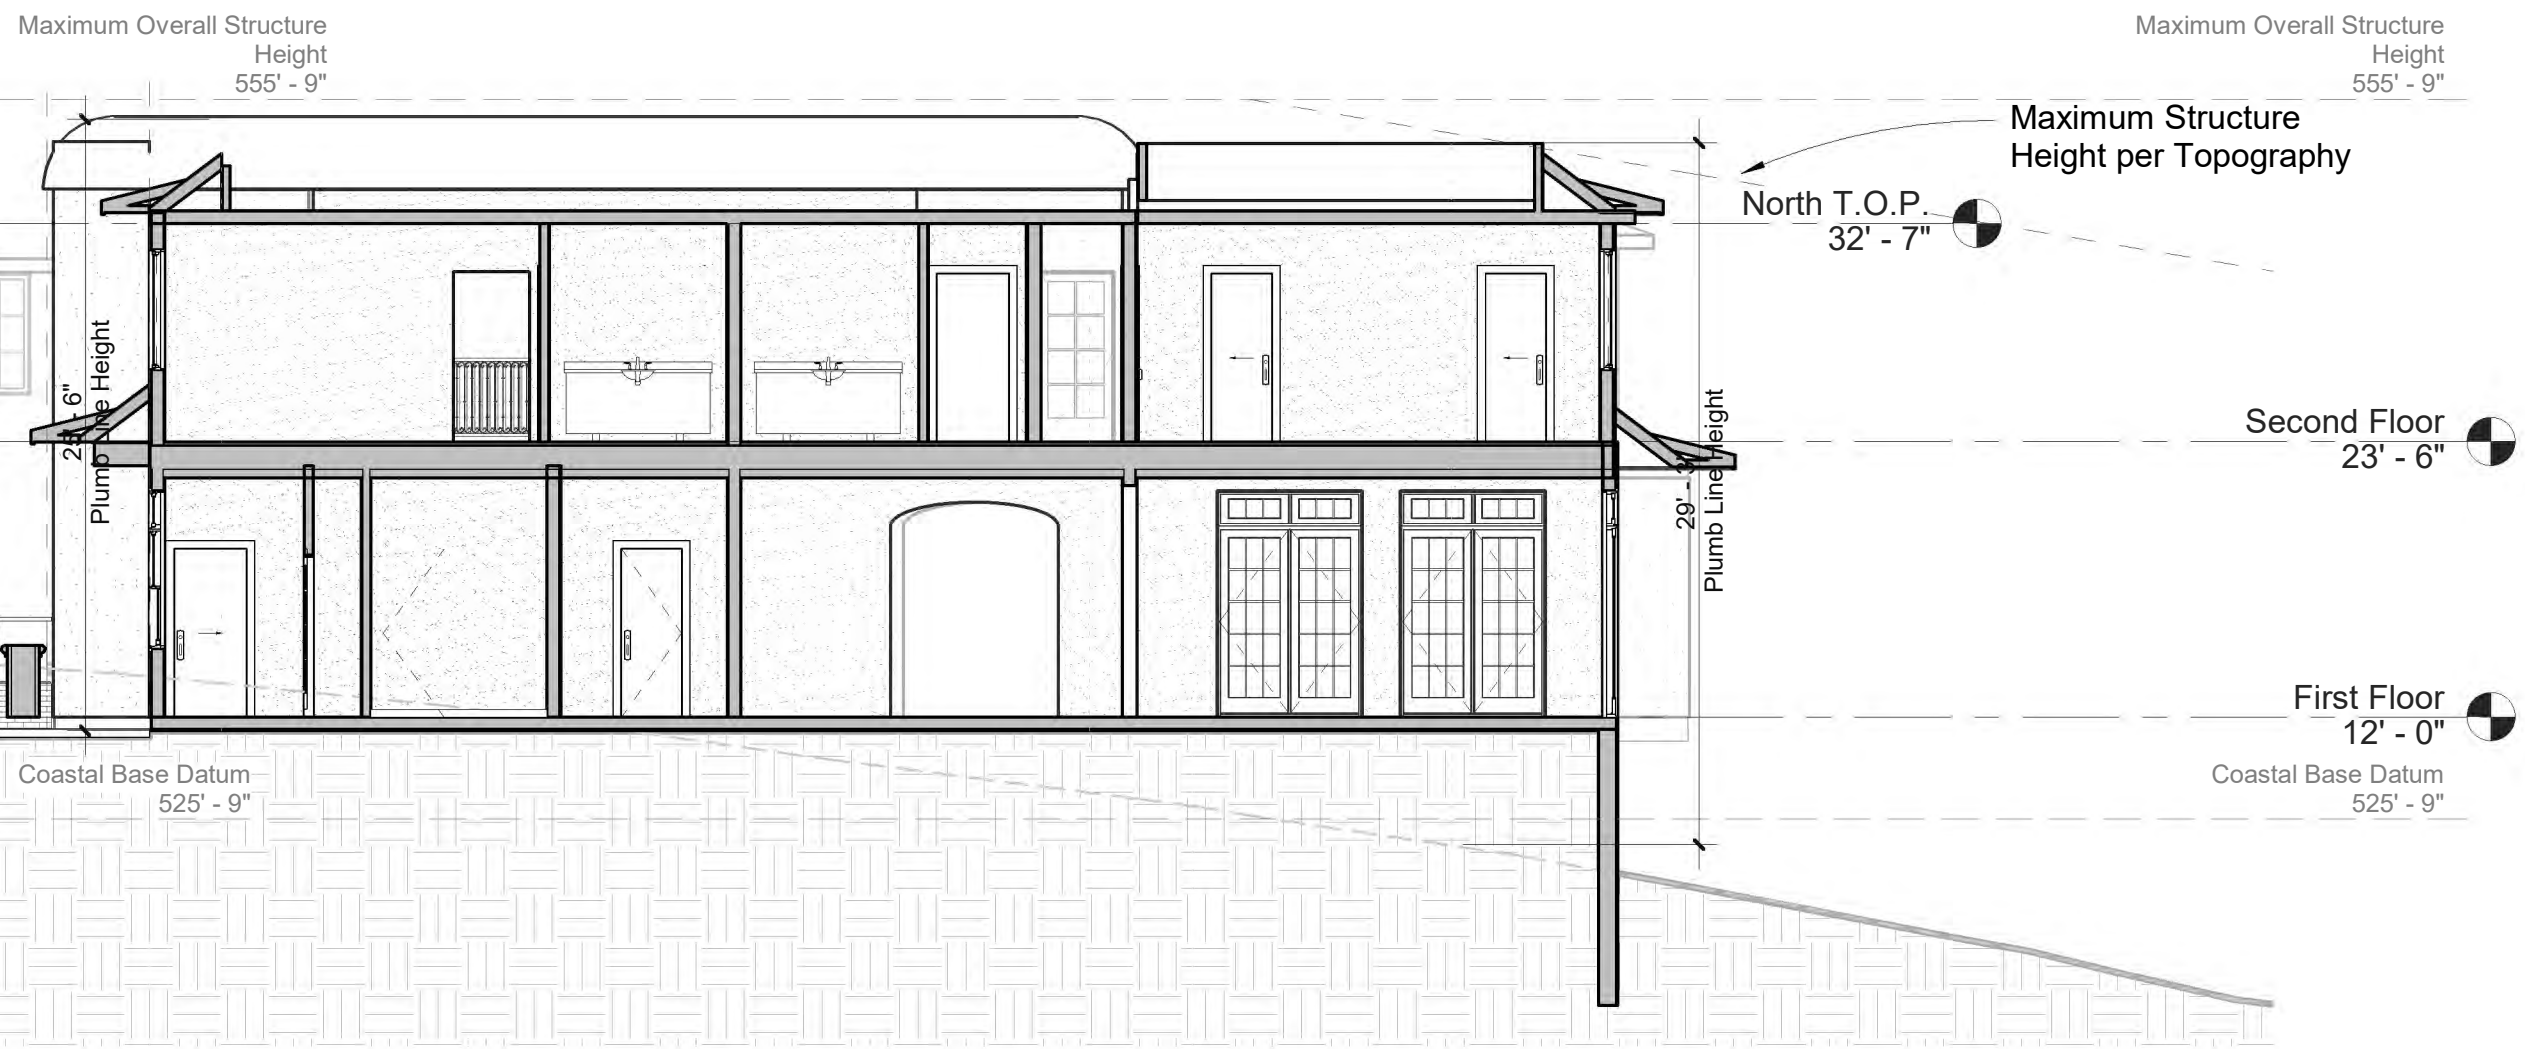 Maximum Overall Structure
Height
555' - 9"
Maximum Overall Structure
Height
555' - 9"
Maximum Structure
Height per Topography
North T.O.P.
32' - 7"
Plumb Line Height
Second Floor
23' - 6"
29' - 3"
Plumb Line Height
First Floor
12' - 0"
Coastal Base Datum
525' - 9"
Coastal Base Datum
525' - 9"